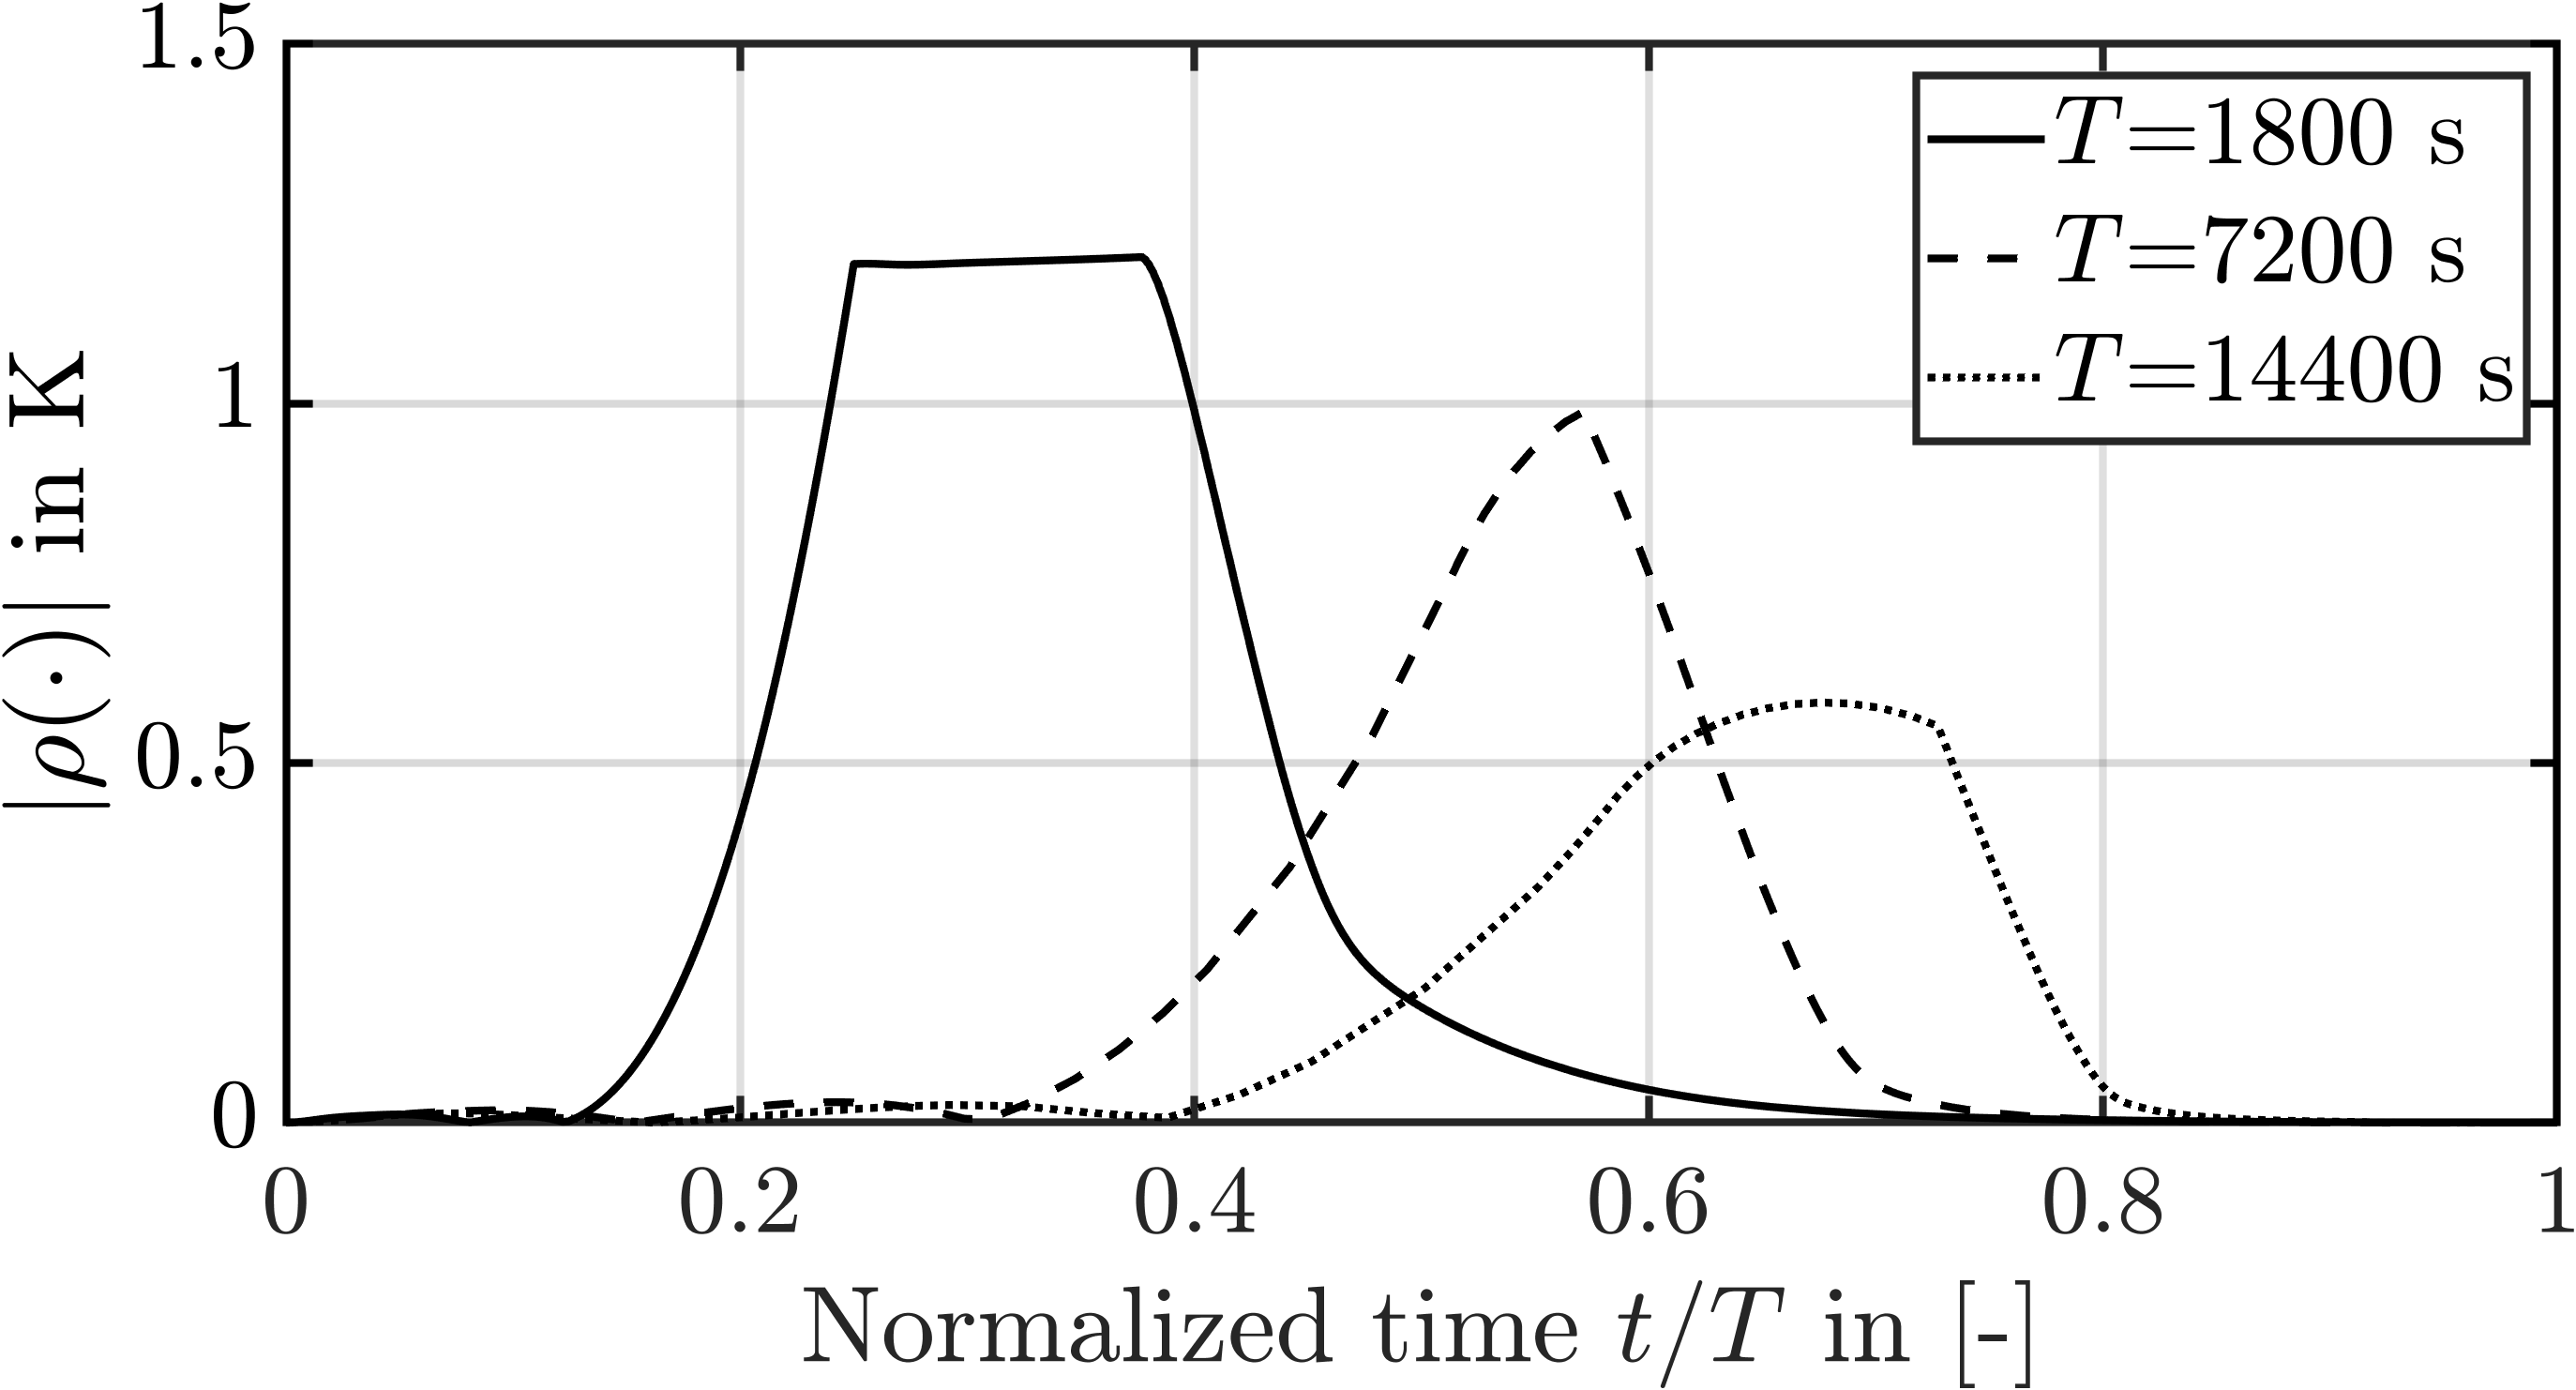 1.5
1
0.5
0
|ρ(·)| in K
T=1800 s
T=7200 s
T=14400 s
0 0.2 0.4 0.6 0.8 1
Normalized time t/T in [-]